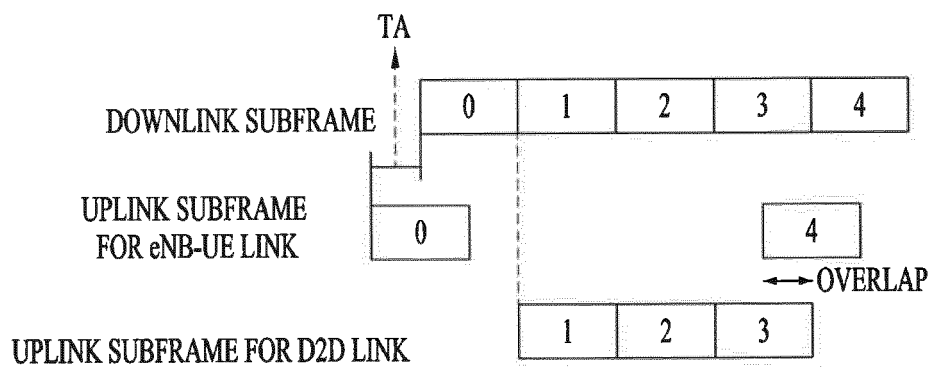 TA
DOWNLINK SUBFRAME 0 1 2 3 4
UPLINK SUBFRAME
FOR eNB-UE LINK
0 4
OVERLAP
UPLINK SUBFRAME FOR D2D LINK 1 2 3